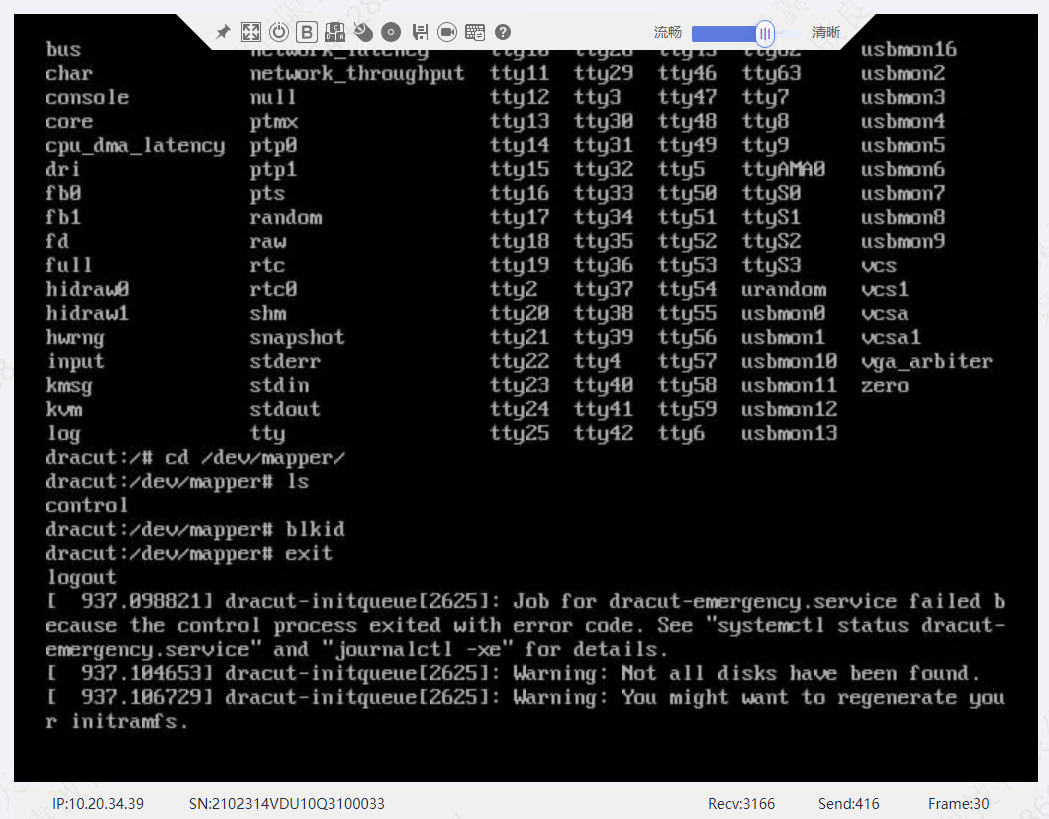 流畅 清晰
bus network_latency usbmon16
char network_throughput tty11 tty29 tty46 tty63 usbmon2
console null tty12 tty3 tty47 tty7 usbmon3
core ptmx tty13 tty30 tty48 tty8 usbmon4
cpu_dma_latency ptp0 tty14 tty31 tty49 tty9 usbmon5
dri ptp1 tty15 tty32 tty5 ttyAMA0 usbmon6
fb0 pts tty16 tty33 tty50 ttyS0 usbmon7
fb1 random tty17 tty34 tty51 ttyS1 usbmon8
fd raw tty18 tty35 tty52 ttyS2 usbmon9
full rtc tty19 tty36 tty53 ttyS3 vcs
hidraw0 rtc0 tty2 tty37 tty54 urandom vcs1
hidraw1 shm tty20 tty38 tty55 usbmon0 vcsa
hwrng snapshot tty21 tty39 tty56 usbmon1 vcsa1
input stderr tty22 tty4 tty57 usbmon10 vga_arbiter
kmsg stdin tty23 tty40 tty58 usbmon11 zero
kvm stdout tty24 tty41 tty59 usbmon12
log tty tty25 tty42 tty6 usbmon13
dracut:/# cd /dev/mapper/
dracut:/dev/mapper# ls
control
dracut:/dev/mapper# blkid
dracut:/dev/mapper# exit
logout
[  937.098821] dracut-initqueue[2625]: Job for dracut-emergency.service failed b
ecause the control process exited with error code. See "systemctl status dracut-
emergency.service" and "journalctl -xe" for details.
[  937.104653] dracut-initqueue[2625]: Warning: Not all disks have been found.
[  937.106729] dracut-initqueue[2625]: Warning: You might want to regenerate you
r initramfs.
IP:10.20.34.39 SN:2102314VDU10Q3100033 Recv:3166 Send:416 Frame:30